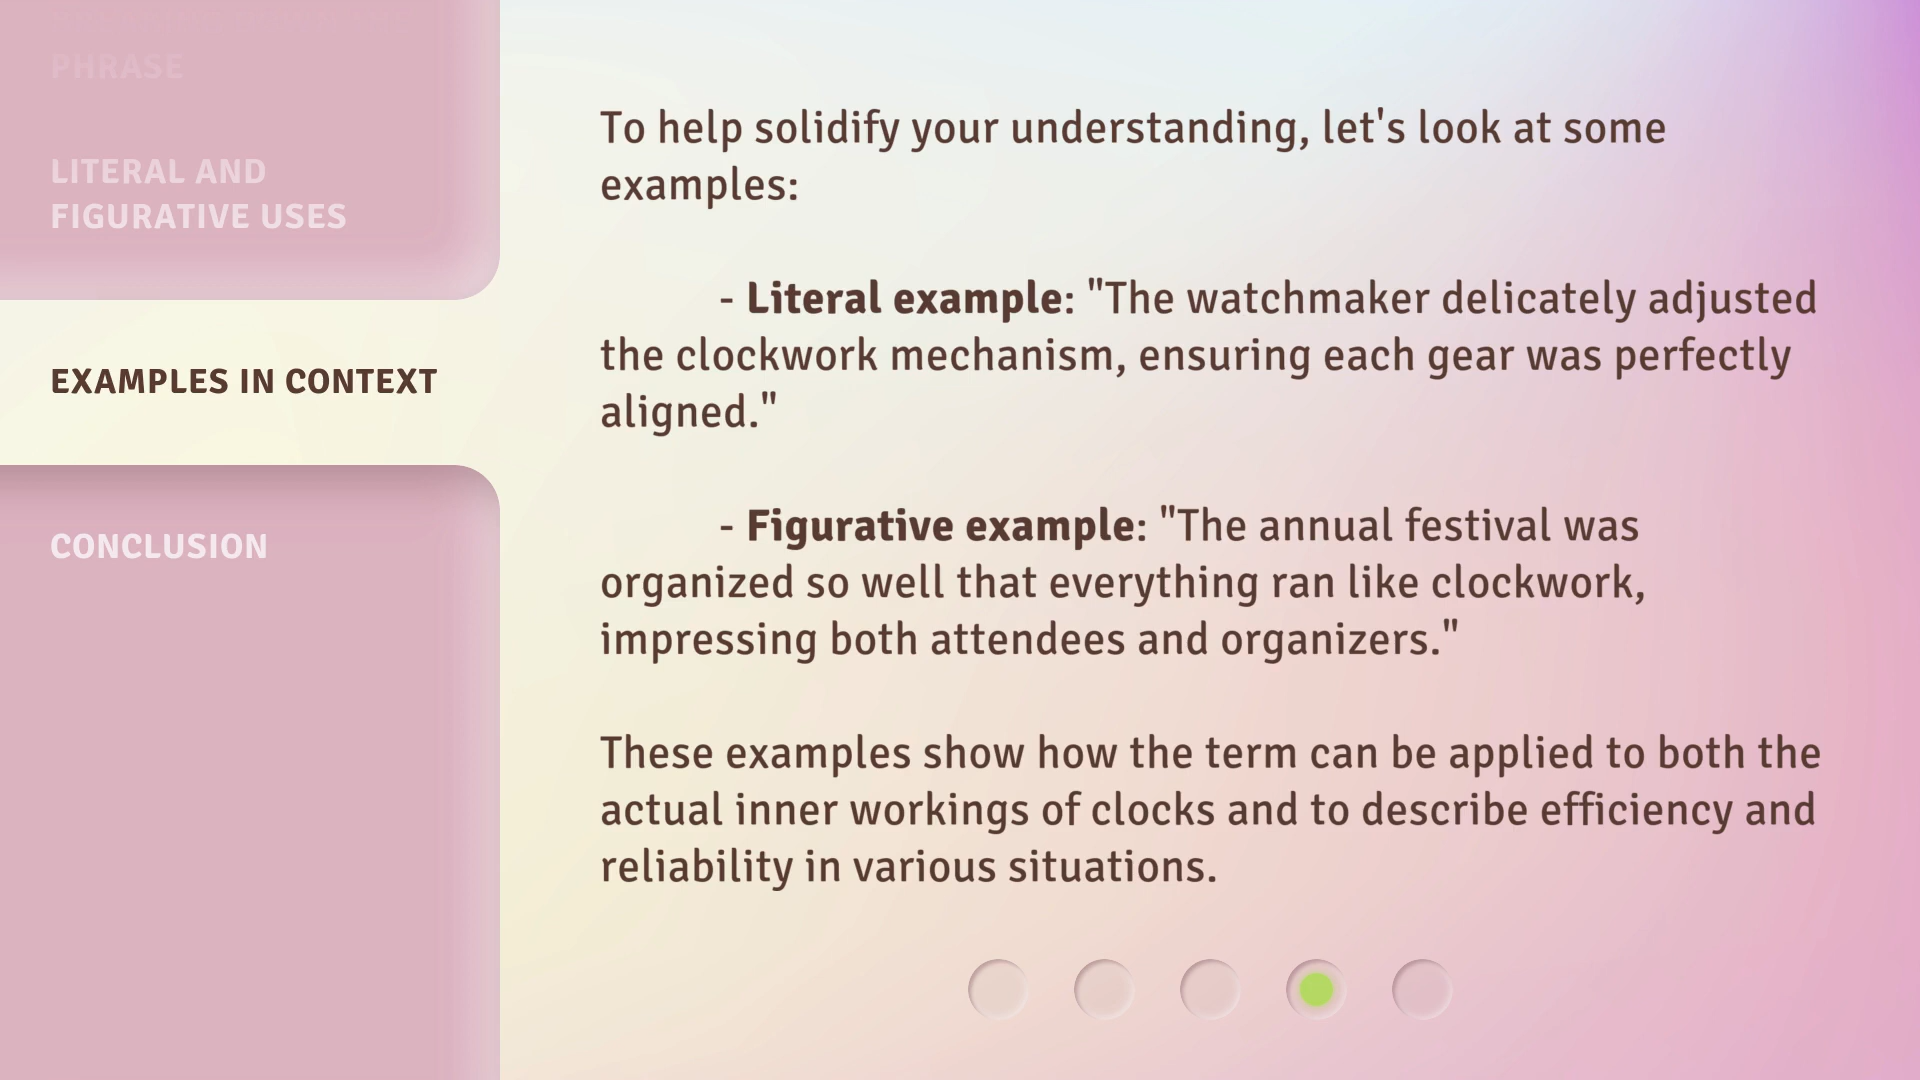 PHRASE
LITERAL AND
FIGURATIVE USES
EXAMPLES IN CONTEXT
CONCLUSION
To help solidify your understanding, let's look at some
examples:
- Literal example: "The watchmaker delicately adjusted
the clockwork mechanism, ensuring each gear was perfectly
aligned."
- Figurative example: "The annual festival was
organized so well that everything ran like clockwork,
impressing both attendees and organizers."
These examples show how the term can be applied to both the
actual inner workings of clocks and to describe efficiency and
reliability in various situations.